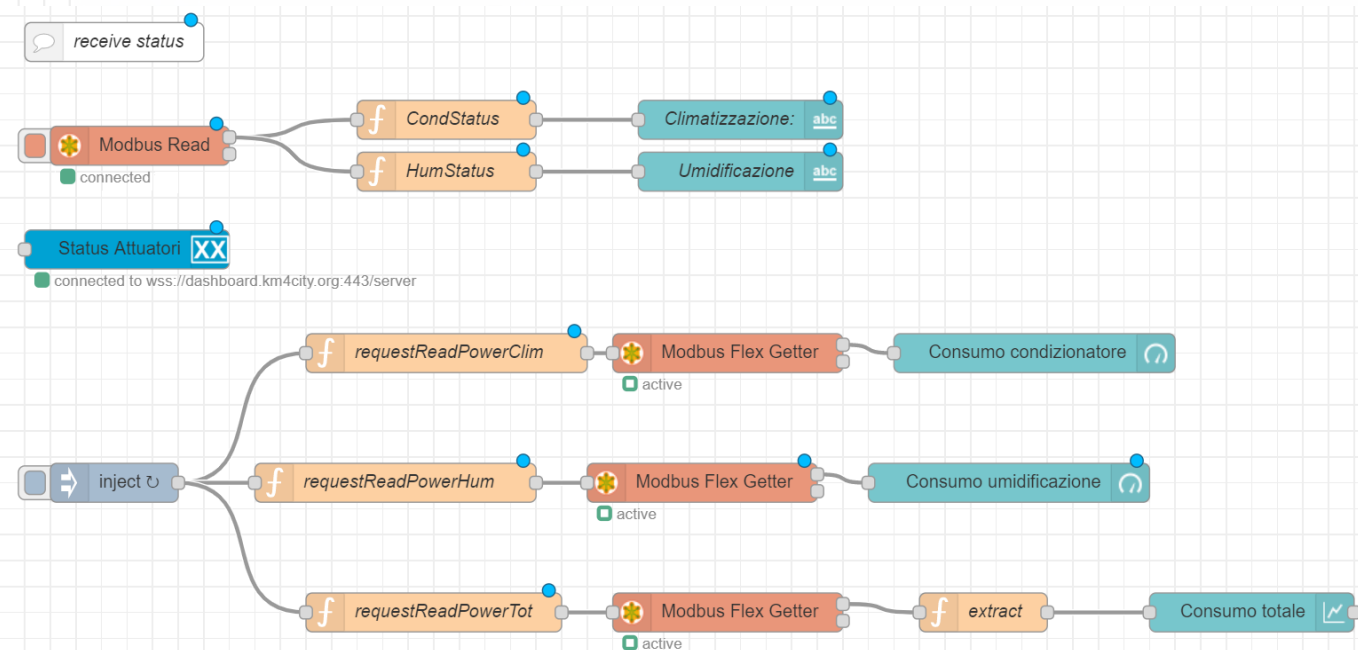 receive status
CondStatus
Climatizzazione:
abc
Modbus Read
connected
HumStatus
Umidificazione
abc
Status Attuatori
XX
connected to wss://dashboard.km4city.org:443/server
requestReadPowerClim
Modbus Flex Getter
Consumo condizionatore
active
inject ↻
requestReadPowerHum
Modbus Flex Getter
Consumo umidificazione
active
requestReadPowerTot
Modbus Flex Getter
extract
Consumo totale
active